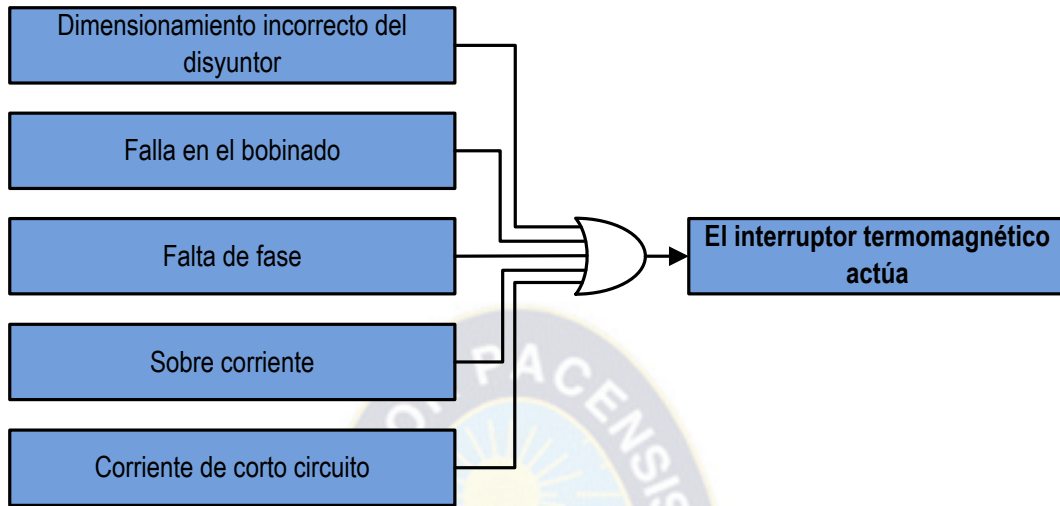 Dimensionamiento incorrecto del
disyuntor
Falla en el bobinado
Falta de fase
Sobre corriente
Corriente de corto circuito
El interruptor termomagnético
actúa
PACENSIS